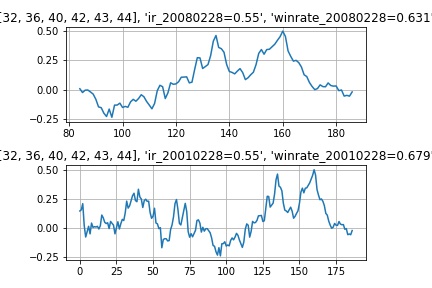 [32, 36, 40, 42, 43, 44], 'ir_20080228=0.55', 'winrate_20080228=0.631'
0.50
0.25
0.00
−0.25
80 100 120 140 160 180
[32, 36, 40, 42, 43, 44], 'ir_20010228=0.55', 'winrate_20010228=0.679'
0.50
0.25
0.00
−0.25
0 25 50 75 100 125 150 175